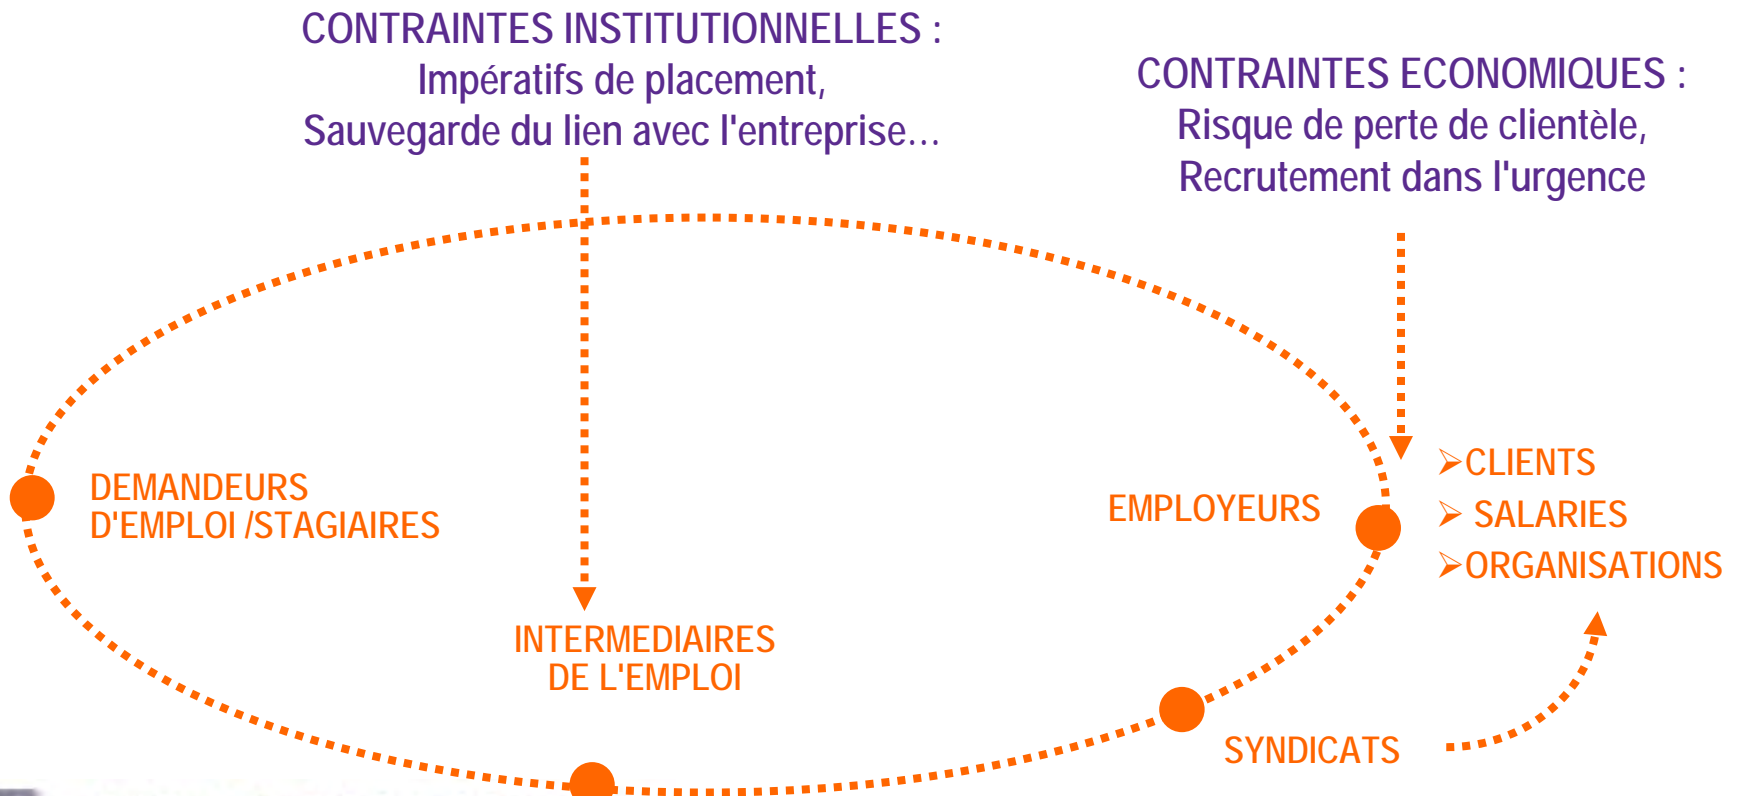 CONTRAINTES INSTITUTIONNELLES :
Impératifs de placement,
Sauvegarde du lien avec l'entreprise…
CONTRAINTES ECONOMIQUES :
Risque de perte de clientèle,
Recrutement dans l'urgence
DEMANDEURS
D'EMPLOI /STAGIAIRES
EMPLOYEURS
➢CLIENTS
➢ SALARIES
➢ORGANISATIONS
INTERMEDIAIRES
DE L'EMPLOI
SYNDICATS